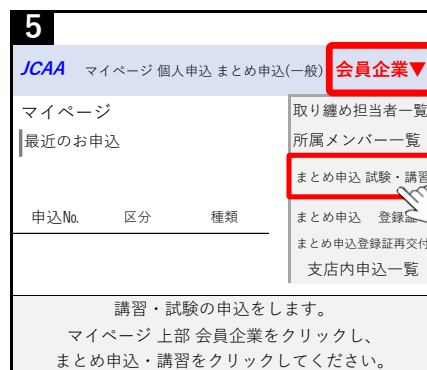 5
JCAA マイページ 個人申込 まとめ申込(一般) 会員企業▼
マイページ
最近のお申込
申込No. 区分 種類
取り纏め担当者一覧
所属メンバー一覧
まとめ申込 試験・講習
まとめ申込 登録
まとめ申込登録証再交付
支店内申込一覧
講習・試験の申込をします。
マイページ 上部 会員企業をクリックし、
まとめ申込・講習をクリックしてください。